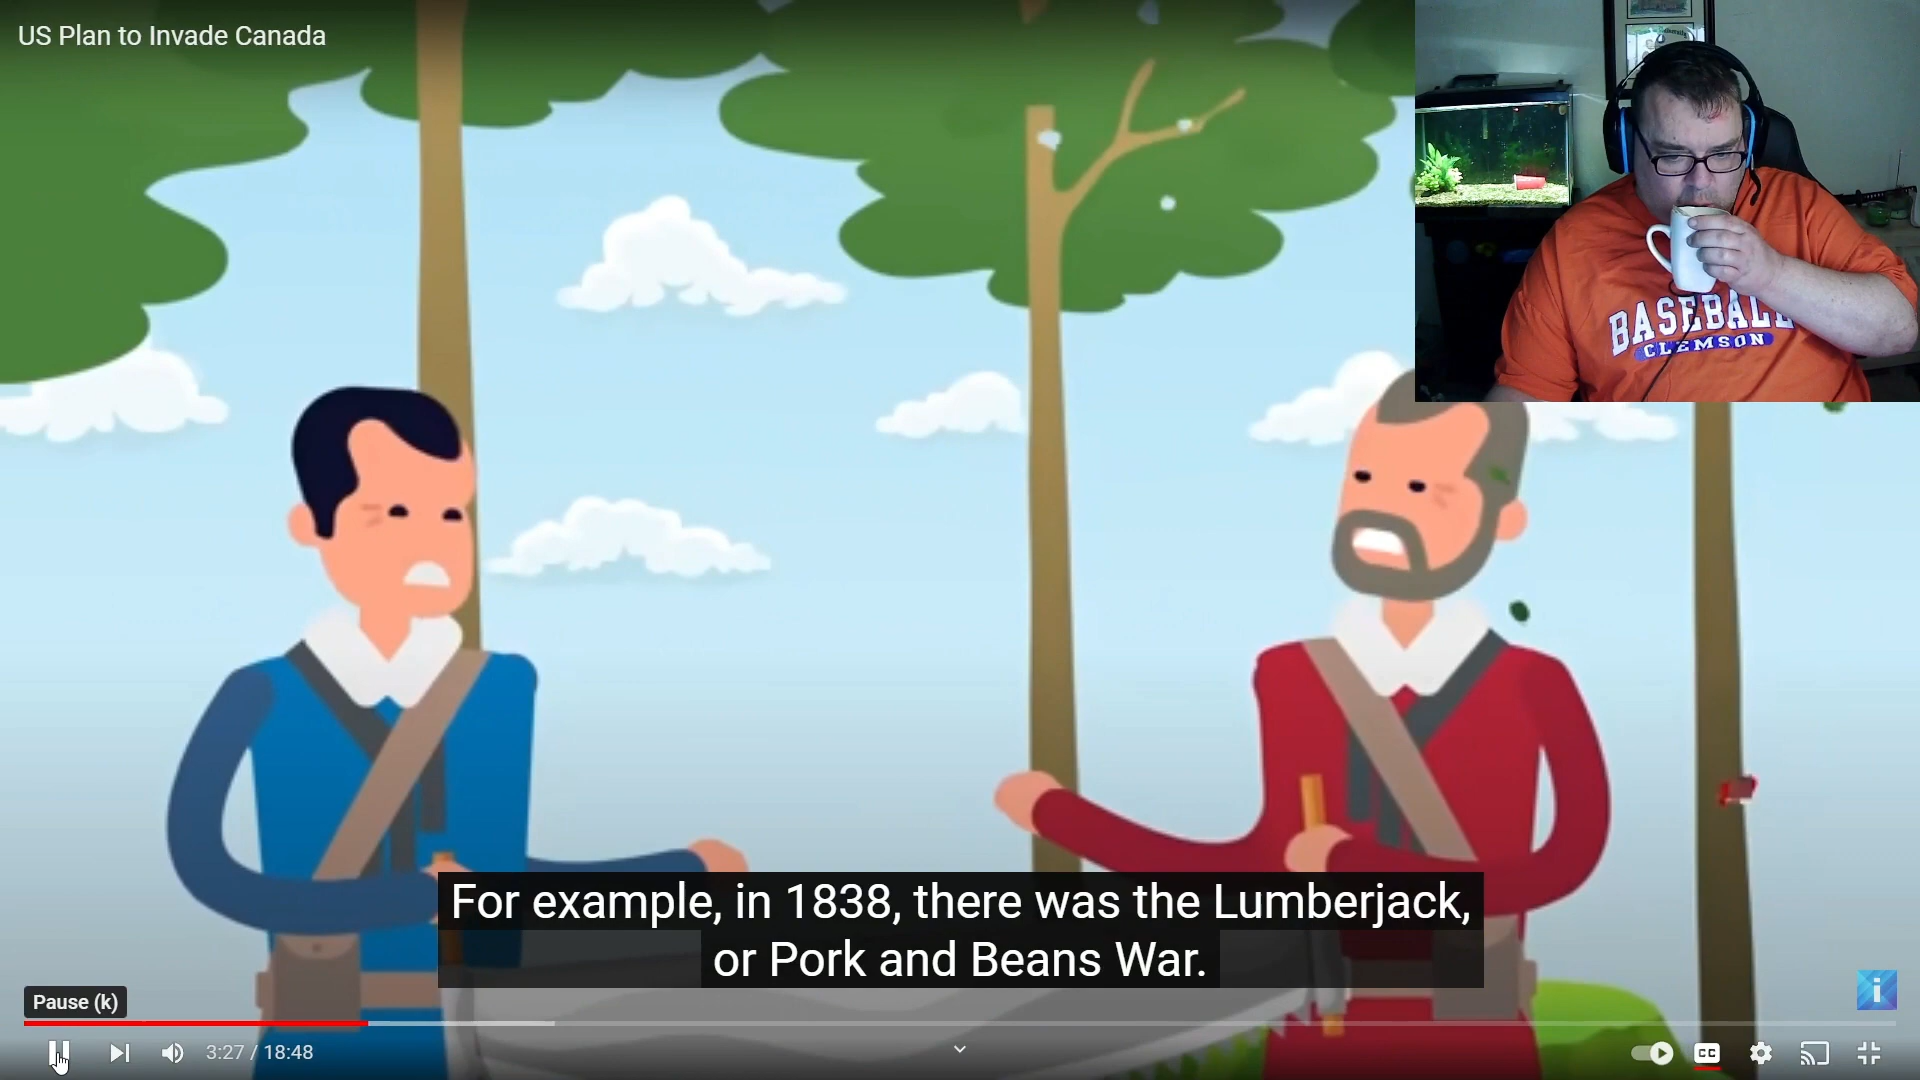 US Plan to Invade Canada
BASEBALL
CLEMSON
For example, in 1838, there was the Lumberjack,
or Pork and Beans War.
Pause (k)
i
3:27 / 18:48
CC